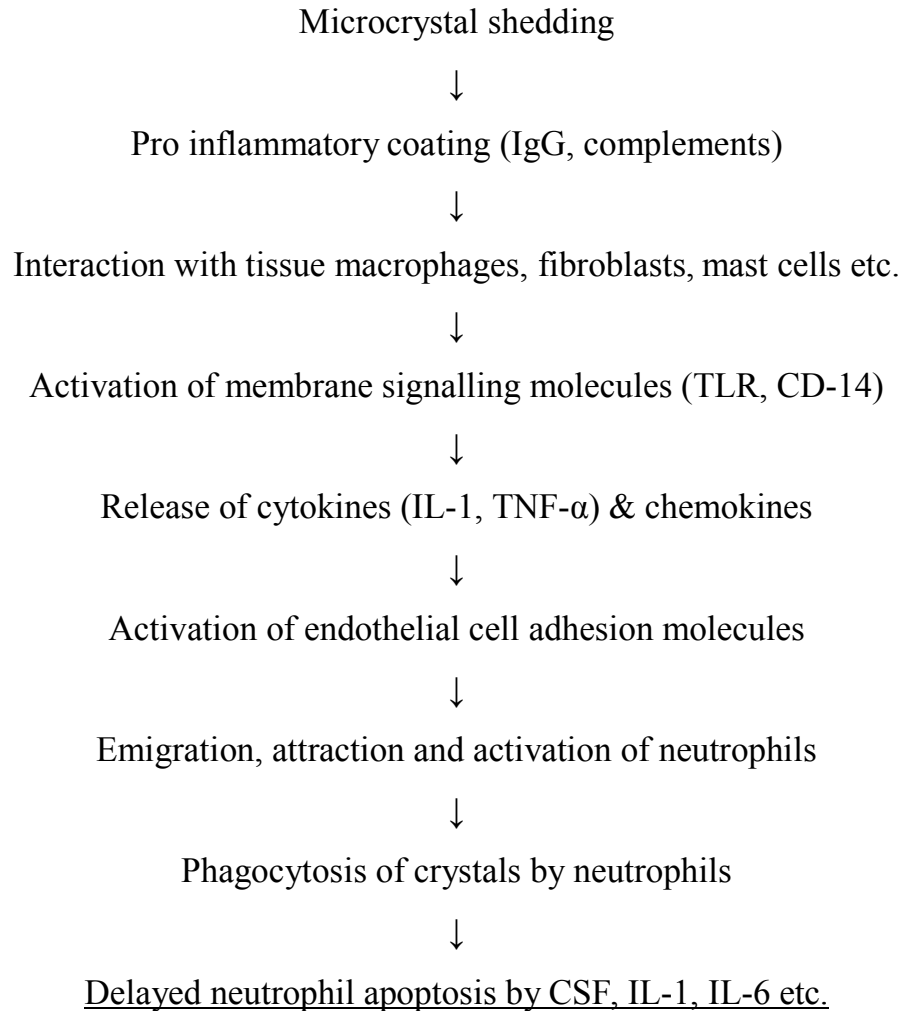 Microcrystal shedding
↓
Pro inflammatory coating (IgG, complements)
↓
Interaction with tissue macrophages, fibroblasts, mast cells etc.
↓
Activation of membrane signalling molecules (TLR, CD-14)
↓
Release of cytokines (IL-1, TNF-α) & chemokines
↓
Activation of endothelial cell adhesion molecules
↓
Emigration, attraction and activation of neutrophils
↓
Phagocytosis of crystals by neutrophils
↓
Delayed neutrophil apoptosis by CSF, IL-1, IL-6 etc.